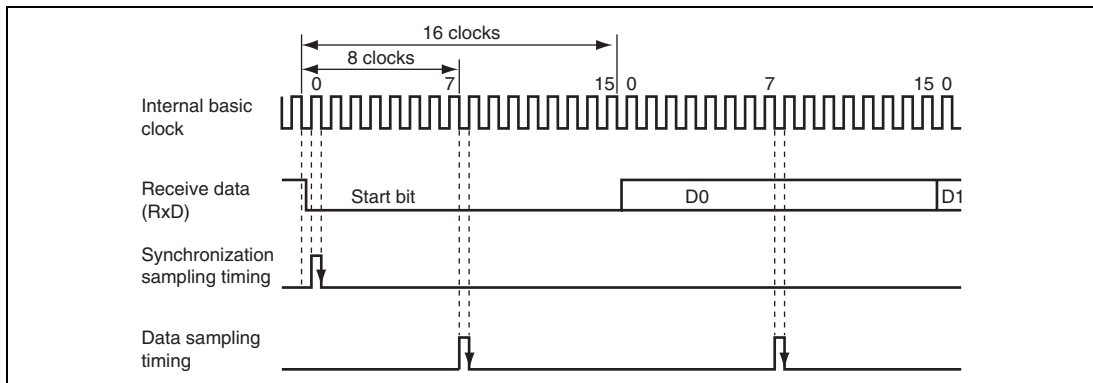 16 clocks
8 clocks
0 7 15 0 7 15 0
Internal basic
clock
Receive data
(RxD)
Start bit D0 D1
Synchronization
sampling timing
Data sampling
timing